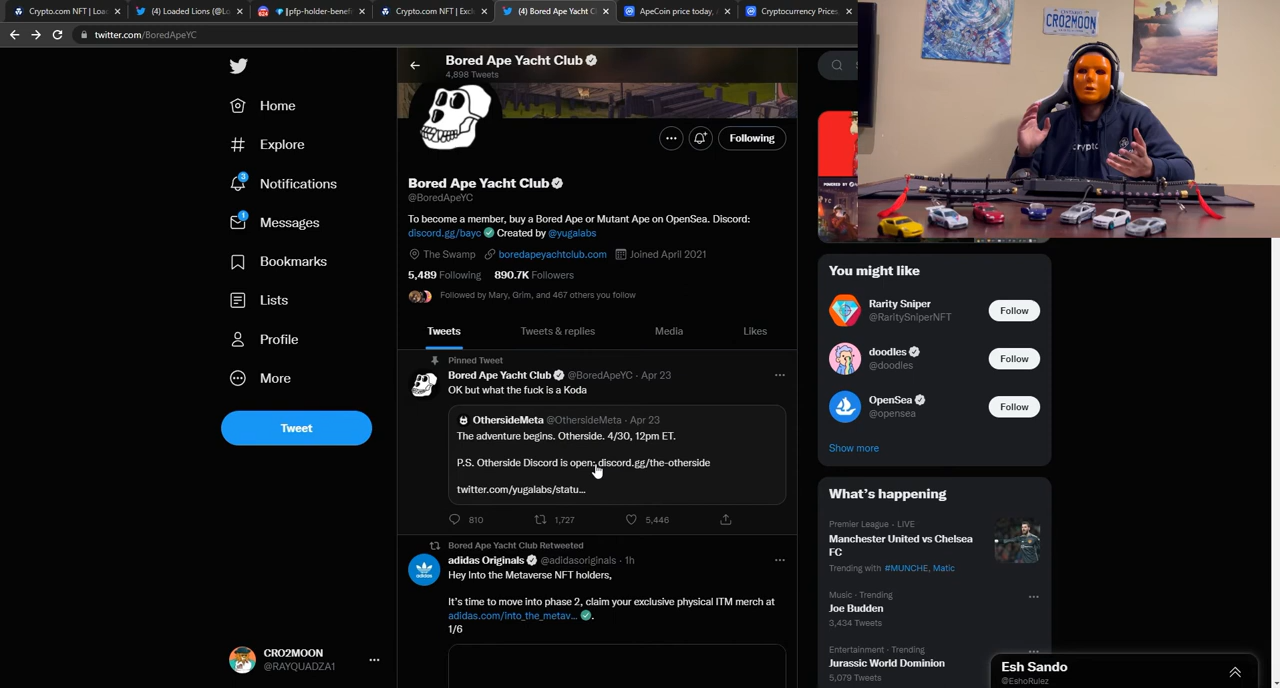 Crypto.com NFT | Loa
(4) Loaded Lions (@Lo
|pfp-holder-benef
Crypto.com NFT | Exc
(4) Bored Ape Yacht C
ApeCoin price today,
Cryptocurrency Prices
twitter.com/BoredApeYC
CRO2MOON
crypto
Bored Ape Yacht Club
4,898 Tweets
Home
Explore
3
Notifications
1
Messages
Bookmarks
Lists
Profile
More
Tweet
CRO2MOON
@RAYQUADZA1
Following
Bored Ape Yacht Club
@BoredApeYC
To become a member, buy a Bored Ape or Mutant Ape on OpenSea. Discord:
discord.gg/bayc Created by @yugalabs
The Swamp boredapeyachtclub.com Joined April 2021
5,489 Following 890.7K Followers
Followed by Mary, Grim, and 467 others you follow
Tweets Tweets & replies Media Likes
Pinned Tweet
Bored Ape Yacht Club @BoredApeYC · Apr 23
OK but what the fuck is a Koda
OthersideMeta @OthersideMeta · Apr 23
The adventure begins. Otherside. 4/30, 12pm ET.
P.S. Otherside Discord is open: discord.gg/the-otherside
twitter.com/yugalabs/statu...
810 1,727 5,446
Bored Ape Yacht Club Retweeted
adidas Originals @adidasoriginals · 1h
Hey Into the Metaverse NFT holders,
It's time to move into phase 2, claim your exclusive physical ITM merch at
adidas.com/into_the_metav... .
1/6
POWERED BY
You might like
Rarity Sniper
@RaritySniperNFT
Follow
doodles
@doodles
Follow
OpenSea
@opensea
Follow
Show more
What's happening
Premier League · LIVE
Manchester United vs Chelsea
FC
Trending with #MUNCHE, Matic
Music · Trending
Joe Budden
3,434 Tweets
Entertainment · Trending
Jurassic World Dominion
5,079 Tweets
Esh Sando
@EshoRulez